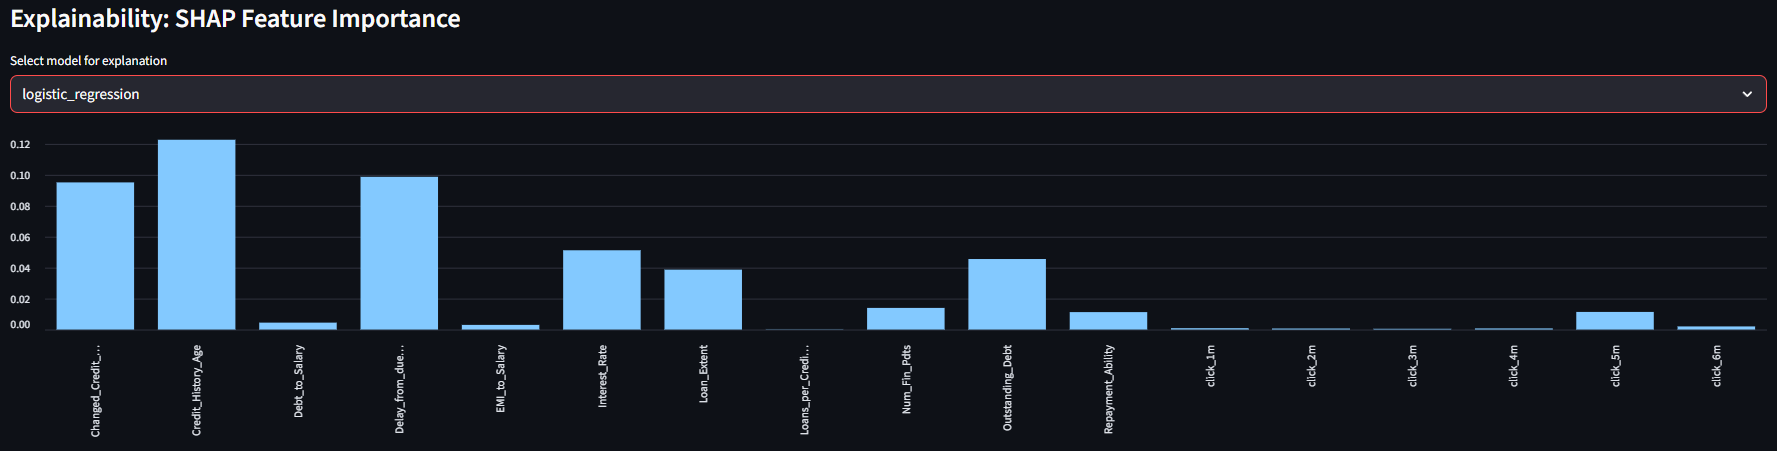 Explainability: SHAP Feature Importance
Select model for explanation
logistic_regression
0.12
0.10
0.08
0.06
0.04
0.02
0.00
Changed_Credit_…
Credit_History_Age
Debt_to_Salary
Delay_from_due…
EMI_to_Salary
Interest_Rate
Loan_Extent
Loans_per_Credi…
Num_Fin_Pdts
Outstanding_Debt
Repayment_Ability
click_1m
click_2m
click_3m
click_4m
click_5m
click_6m